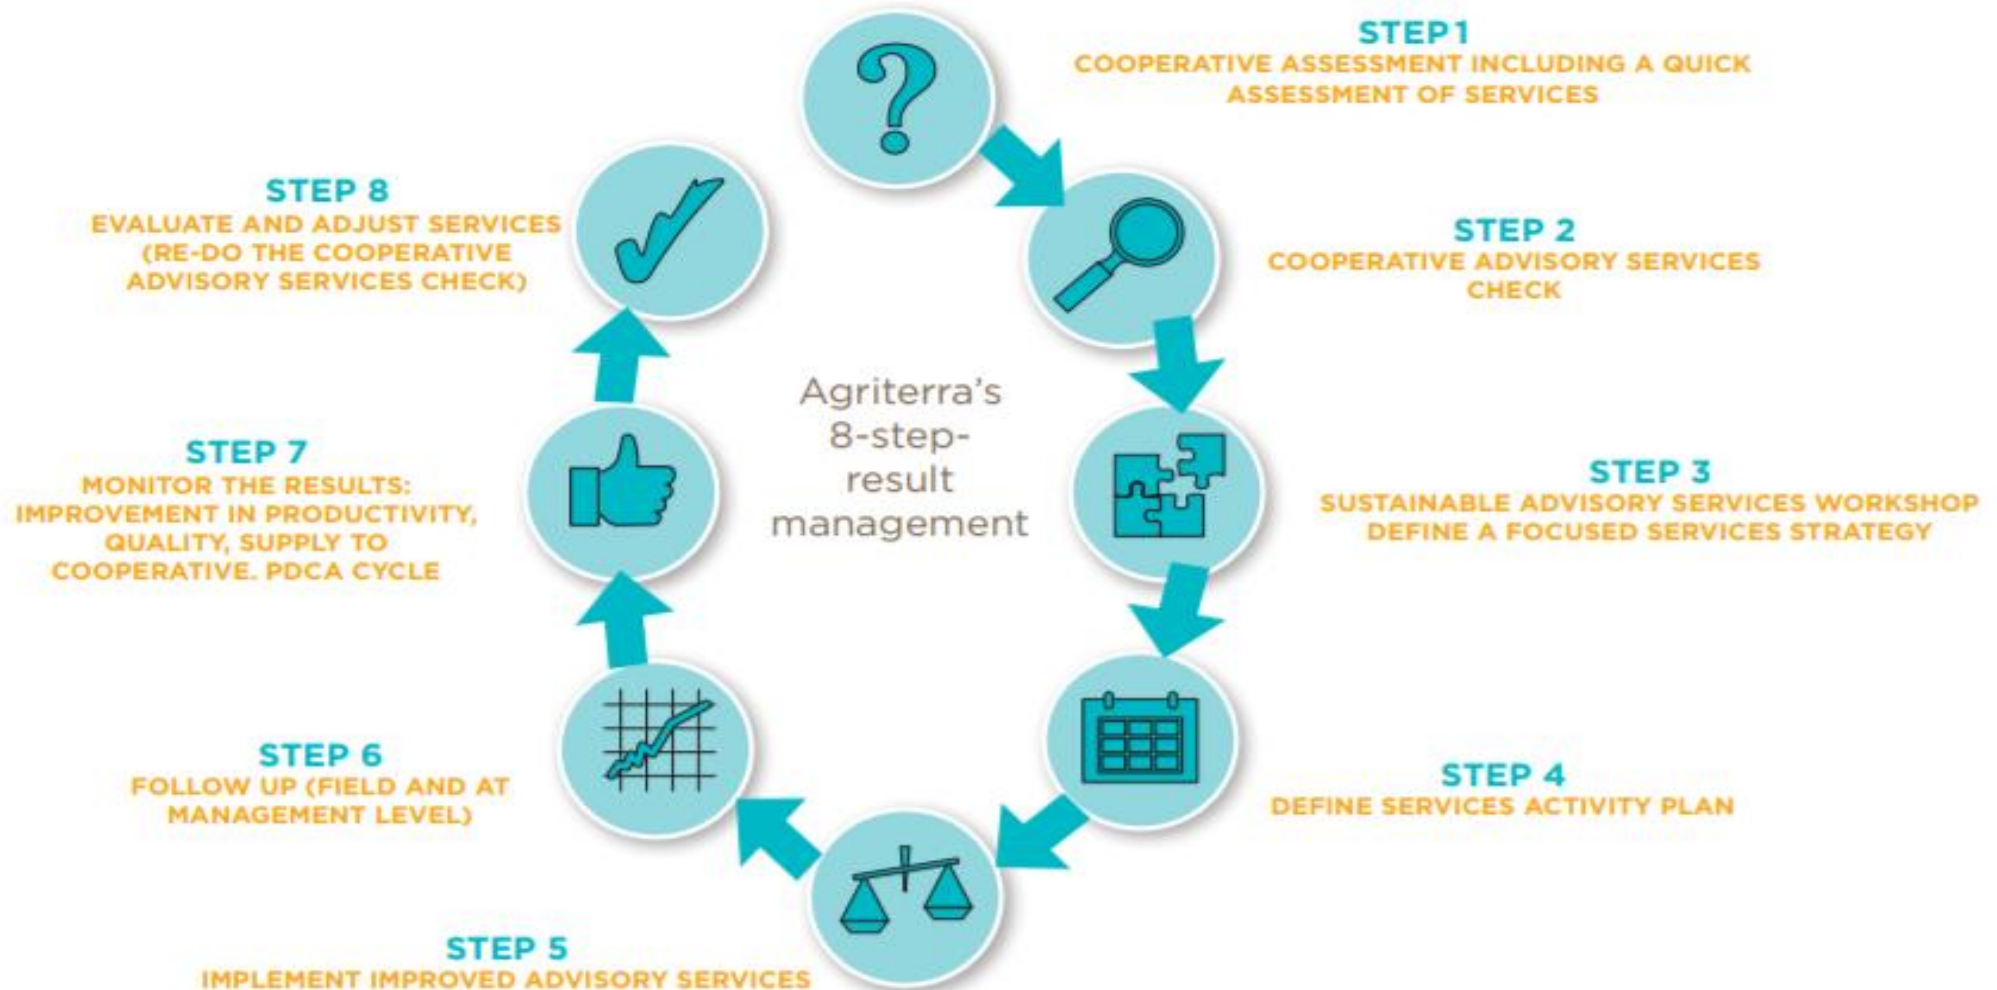 STEP 1
COOPERATIVE ASSESSMENT INCLUDING A QUICK
ASSESSMENT OF SERVICES
STEP 2
COOPERATIVE ADVISORY SERVICES
CHECK
STEP 3
SUSTAINABLE ADVISORY SERVICES WORKSHOP
DEFINE A FOCUSED SERVICES STRATEGY
STEP 4
DEFINE SERVICES ACTIVITY PLAN
STEP 5
IMPLEMENT IMPROVED ADVISORY SERVICES
STEP 6
FOLLOW UP (FIELD AND AT
MANAGEMENT LEVEL)
STEP 7
MONITOR THE RESULTS:
IMPROVEMENT IN PRODUCTIVITY,
QUALITY, SUPPLY TO
COOPERATIVE. PDCA CYCLE
STEP 8
EVALUATE AND ADJUST SERVICES
(RE-DO THE COOPERATIVE
ADVISORY SERVICES CHECK)
Agriterra's
8-step-
result
management